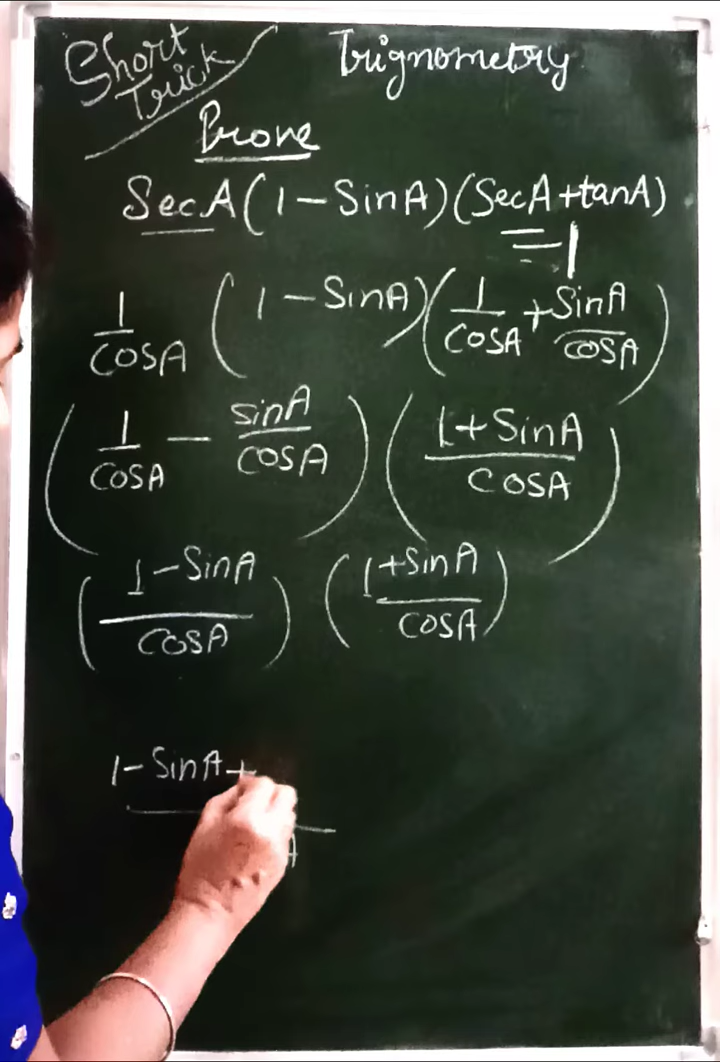 Short Trick
Trignometry
Prove
SecA(1-SinA)(SecA+tanA)
=1
1/COSA (1-SinA)(1/COSA+SinA/COSA)
(1/COSA - sinA/COSA)(1+SinA/COSA)
(1-SinA/COSA)(1+SinA/COSA)
1-SinA+
A